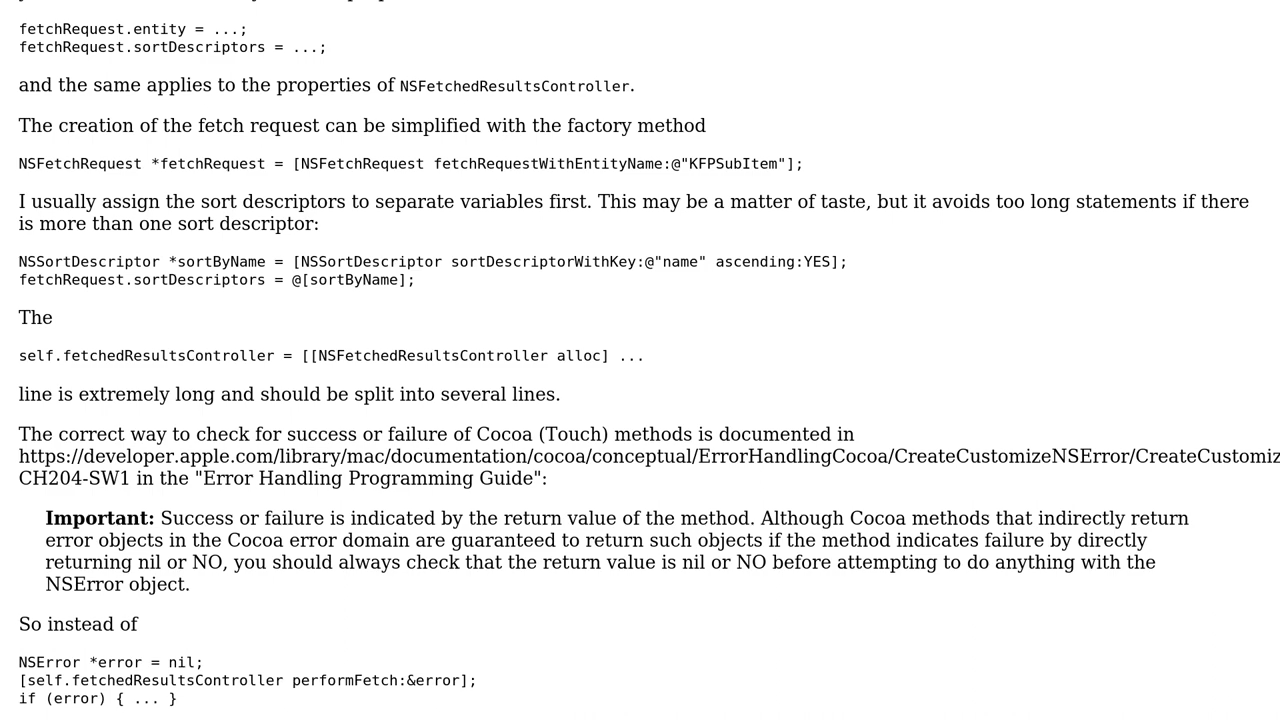 fetchRequest.entity = ...;
fetchRequest.sortDescriptors = ...;
and the same applies to the properties of NSFetchedResultsController.
The creation of the fetch request can be simplified with the factory method
NSFetchRequest *fetchRequest = [NSFetchRequest fetchRequestWithEntityName:@"KFPSubItem"];
I usually assign the sort descriptors to separate variables first. This may be a matter of taste, but it avoids too long statements if there
is more than one sort descriptor:
NSSortDescriptor *sortByName = [NSSortDescriptor sortDescriptorWithKey:@"name" ascending:YES];
fetchRequest.sortDescriptors = @[sortByName];
The
self.fetchedResultsController = [[NSFetchedResultsController alloc] ...
line is extremely long and should be split into several lines.
The correct way to check for success or failure of Cocoa (Touch) methods is documented in
https://developer.apple.com/library/mac/documentation/cocoa/conceptual/ErrorHandlingCocoa/CreateCustomizeNSError/CreateCustomiz
CH204-SW1 in the "Error Handling Programming Guide":
Important: Success or failure is indicated by the return value of the method. Although Cocoa methods that indirectly return
error objects in the Cocoa error domain are guaranteed to return such objects if the method indicates failure by directly
returning nil or NO, you should always check that the return value is nil or NO before attempting to do anything with the
NSError object.
So instead of
NSError *error = nil;
[self.fetchedResultsController performFetch:&error];
if (error) { ... }